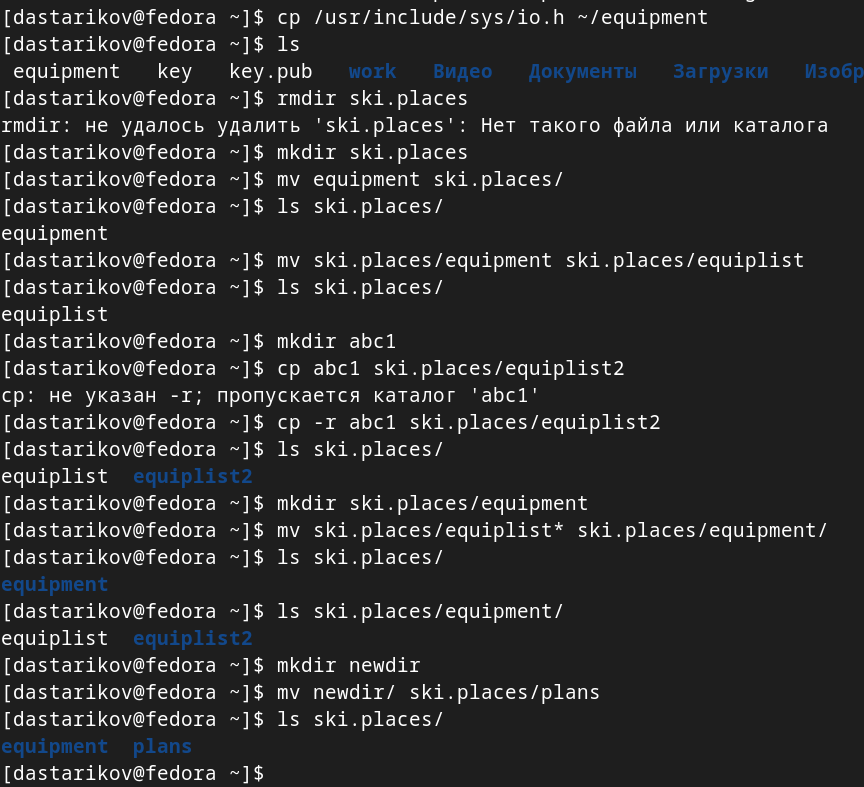 [dastarikov@fedora ~]$ cp /usr/include/sys/io.h ~/equipment
[dastarikov@fedora ~]$ ls
equipment key key.pub work Видео Документы Загрузки Изобр
[dastarikov@fedora ~]$ rmdir ski.places
rmdir: не удалось удалить 'ski.places': Нет такого файла или каталога
[dastarikov@fedora ~]$ mkdir ski.places
[dastarikov@fedora ~]$ mv equipment ski.places/
[dastarikov@fedora ~]$ ls ski.places/
equipment
[dastarikov@fedora ~]$ mv ski.places/equipment ski.places/equiplist
[dastarikov@fedora ~]$ ls ski.places/
equiplist
[dastarikov@fedora ~]$ mkdir abc1
[dastarikov@fedora ~]$ cp abc1 ski.places/equiplist2
cp: не указан -r; пропускается каталог 'abc1'
[dastarikov@fedora ~]$ cp -r abc1 ski.places/equiplist2
[dastarikov@fedora ~]$ ls ski.places/
equiplist equiplist2
[dastarikov@fedora ~]$ mkdir ski.places/equipment
[dastarikov@fedora ~]$ mv ski.places/equiplist* ski.places/equipment/
[dastarikov@fedora ~]$ ls ski.places/
equipment
[dastarikov@fedora ~]$ ls ski.places/equipment/
equiplist equiplist2
[dastarikov@fedora ~]$ mkdir newdir
[dastarikov@fedora ~]$ mv newdir/ ski.places/plans
[dastarikov@fedora ~]$ ls ski.places/
equipment plans
[dastarikov@fedora ~]$